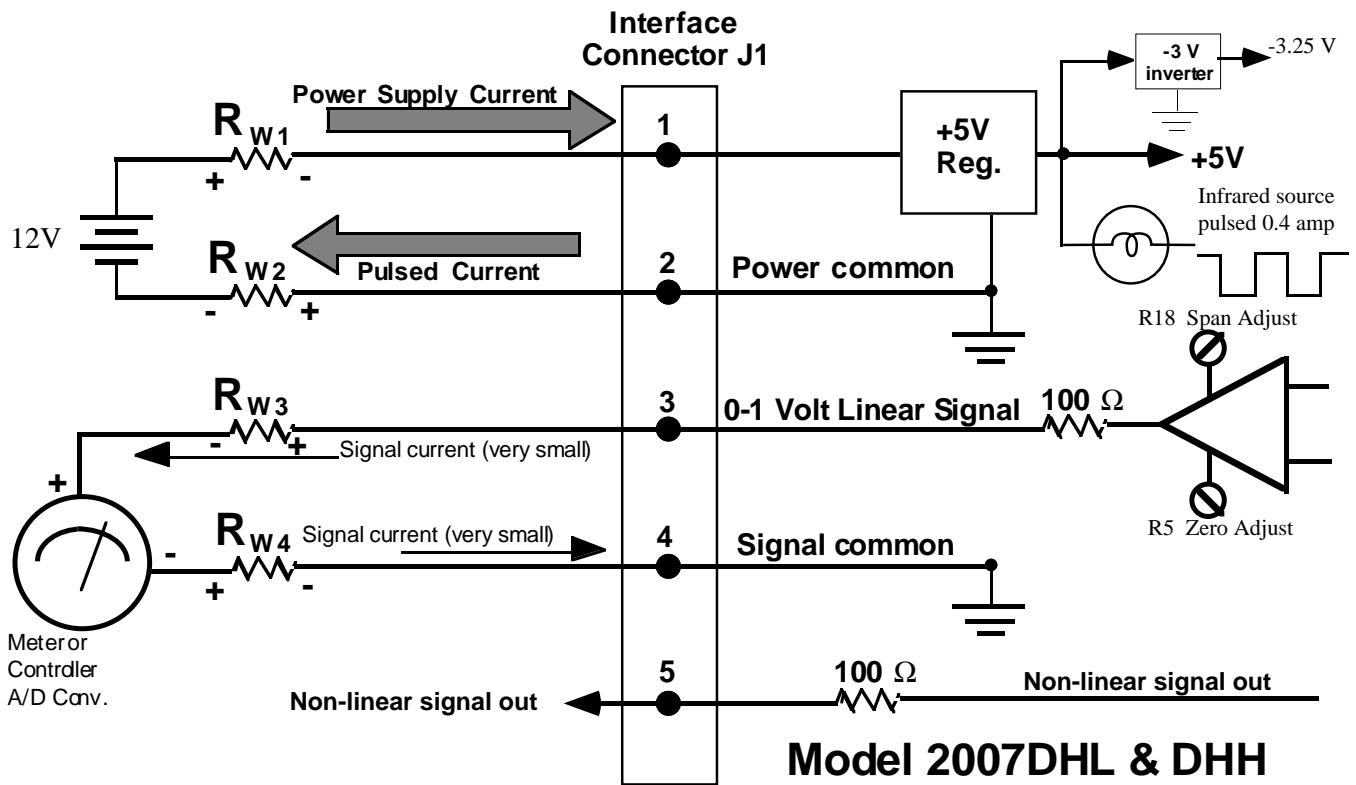 Interface
Connector J1
-3 V
inverter
-3.25 V
Power Supply Current
R W1
1
+5V
Reg.
+5V
+ -
12V
Infrared source
pulsed 0.4 amp
R W2
Pulsed Current
2
Power common
- +
R18 Span Adjust
R W3
3
0-1 Volt Linear Signal
100 Ω
- +
Signal current (very small)
+
R5 Zero Adjust
R W4
Signal current (very small)
4
Signal common
-
+ -
Meter or
Controller
A/D Conv.
5
100 Ω
Non-linear signal out
Non-linear signal out
Model 2007DHL & DHH